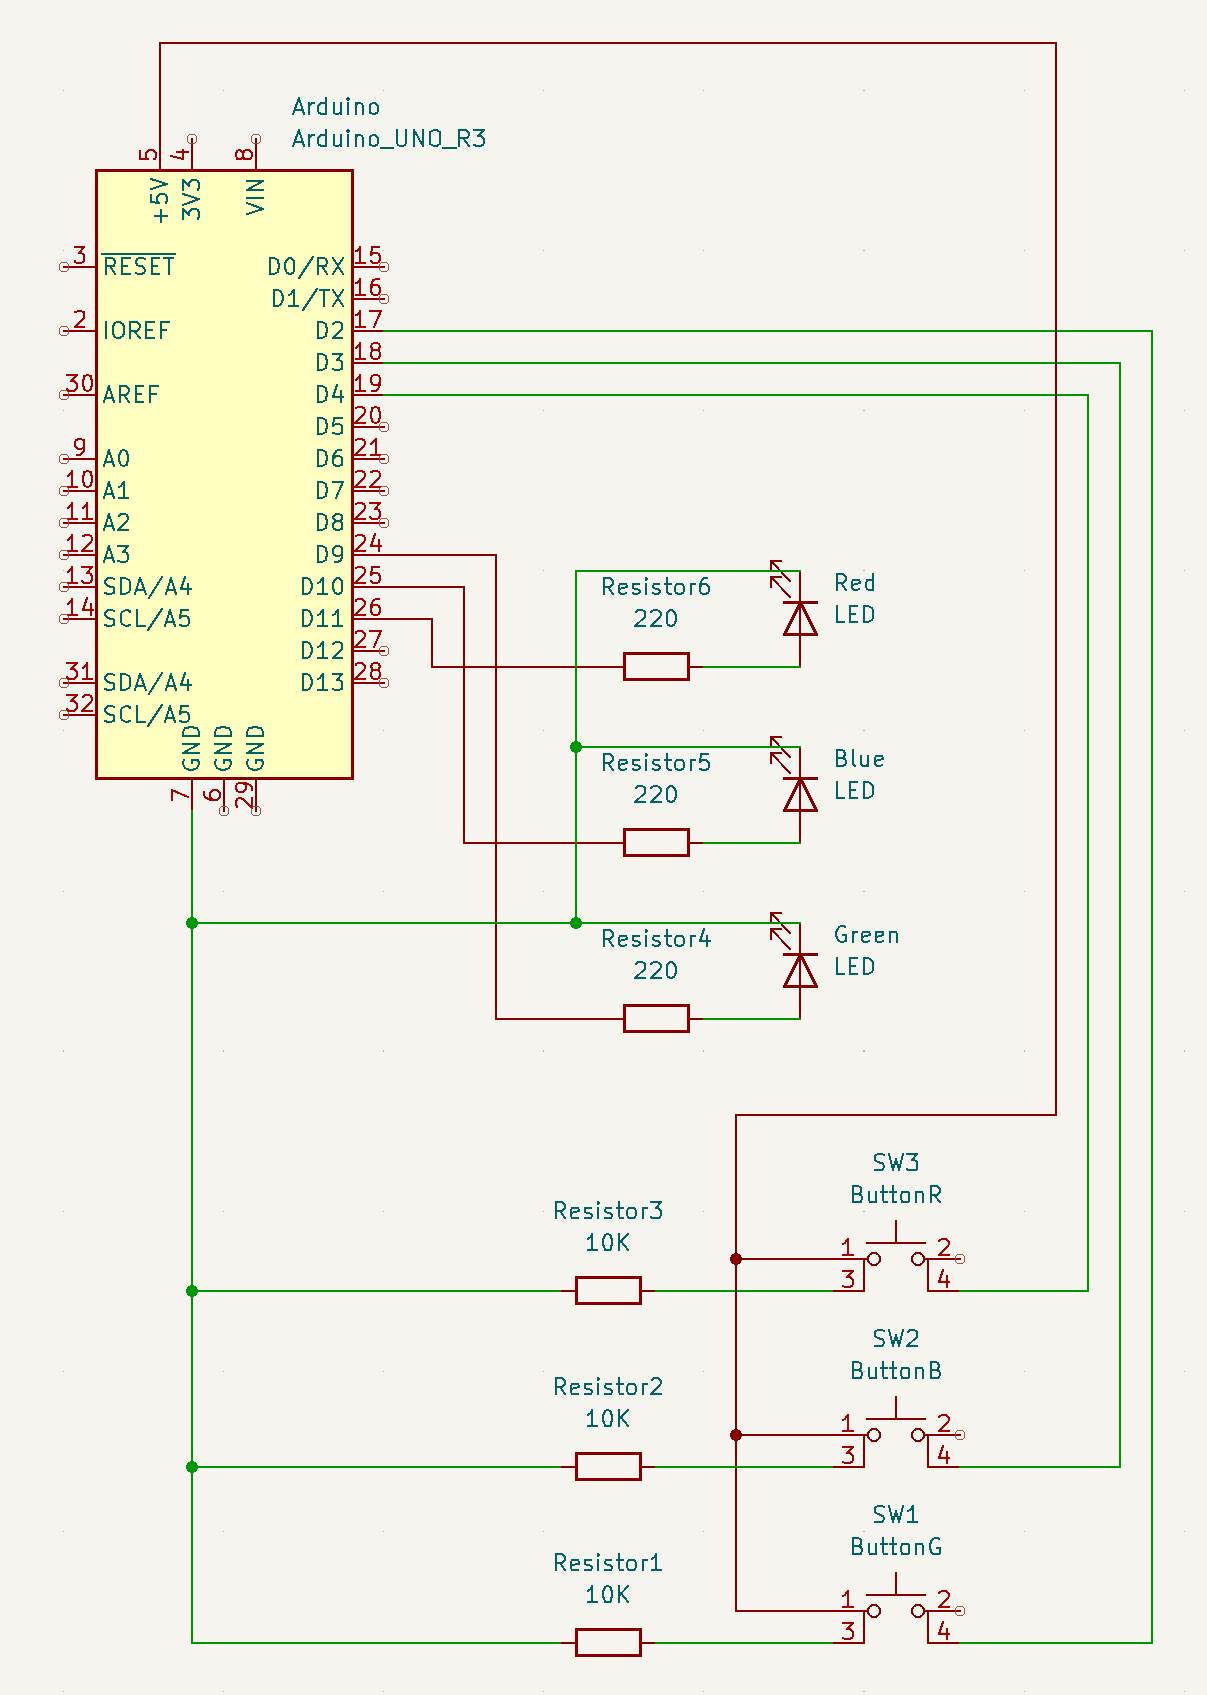 Arduino
Arduino_UNO_R3
5
4
8
+5V
3V3
VIN
3
RESET
D0/RX
15
D1/TX
16
2
IOREF
D2
17
D3
18
30
AREF
D4
19
D5
20
9
A0
D6
21
10
A1
D7
22
11
A2
D8
23
12
A3
D9
24
13
SDA/A4
D10
25
14
SCL/A5
D11
26
D12
27
31
SDA/A4
D13
28
32
SCL/A5
GND
GND
GND
7
6
29
Resistor6
220
Red
LED
Resistor5
220
Blue
LED
Resistor4
220
Green
LED
SW3
ButtonR
Resistor3
10K
1
2
3
4
SW2
ButtonB
Resistor2
10K
1
2
3
4
SW1
ButtonG
Resistor1
10K
1
2
3
4